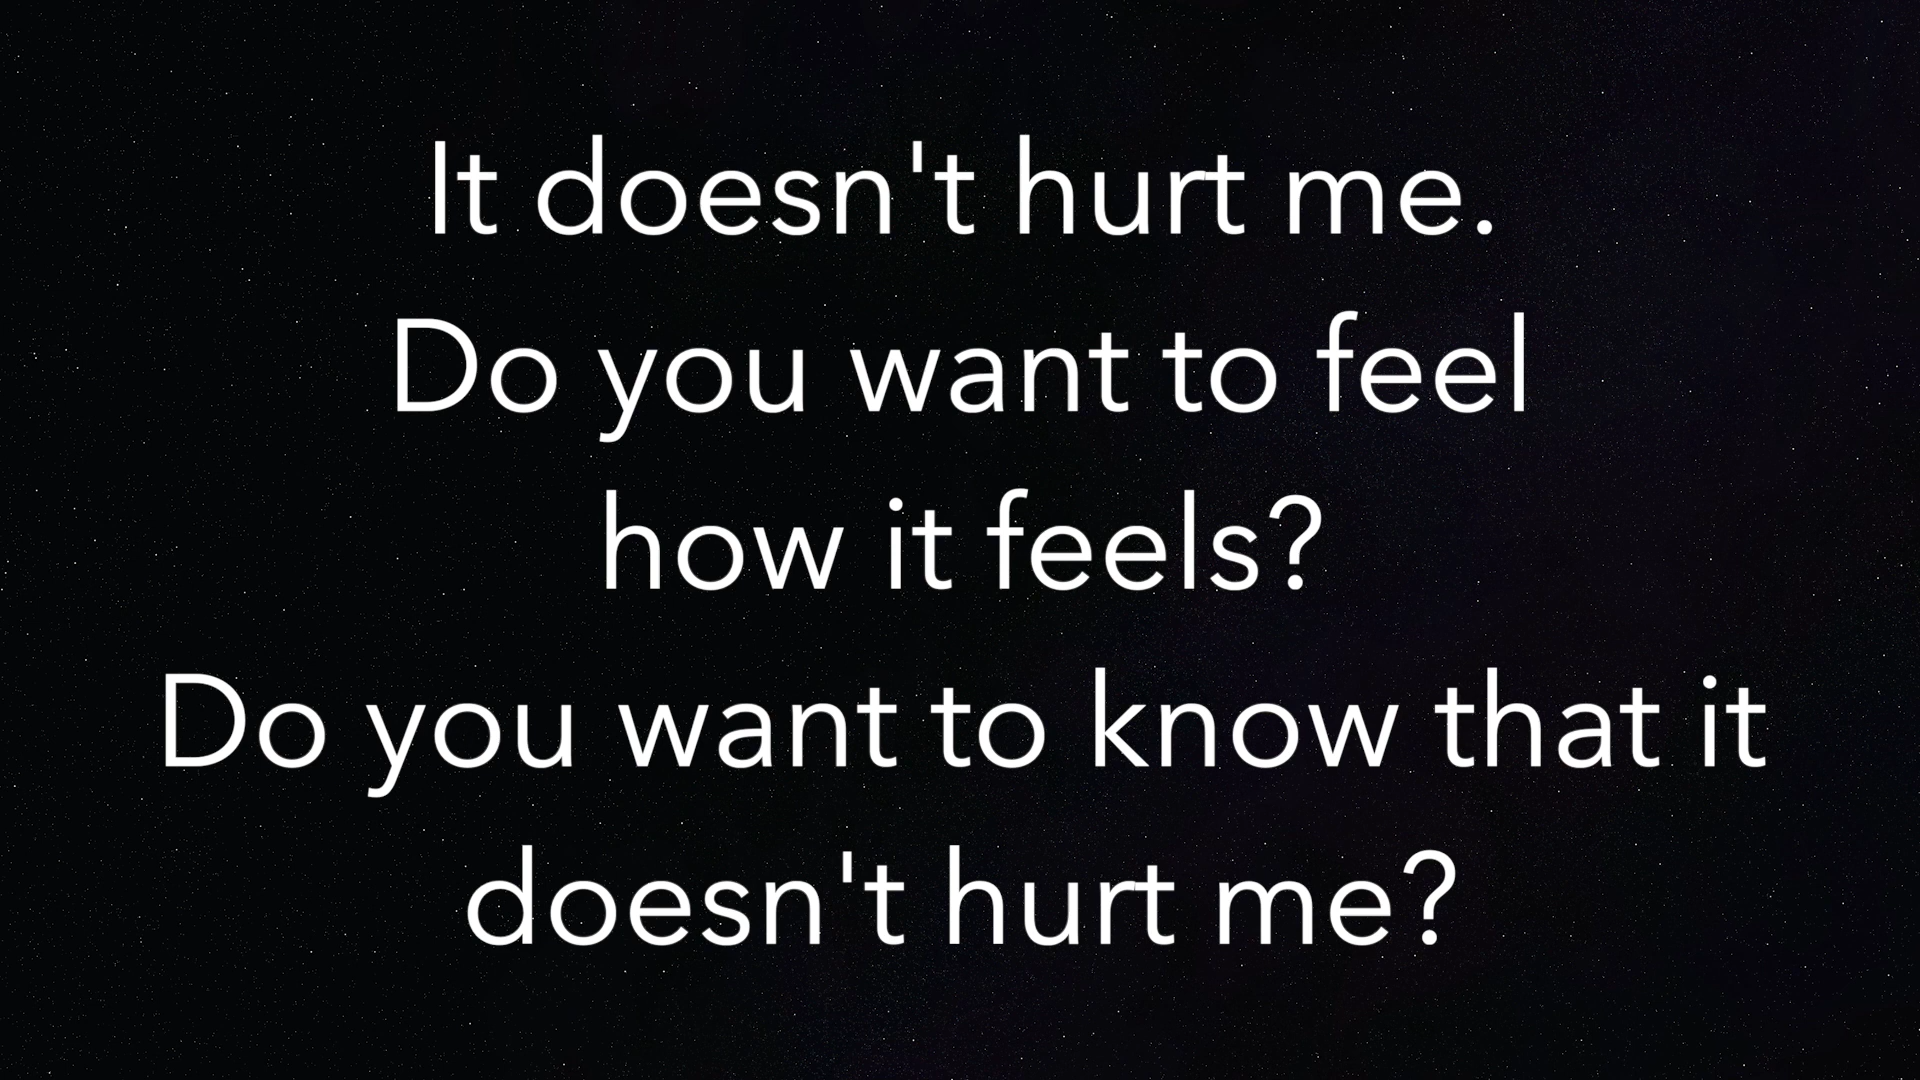 It doesn't hurt me.
Do you want to feel
how it feels?
Do you want to know that it
doesn't hurt me?